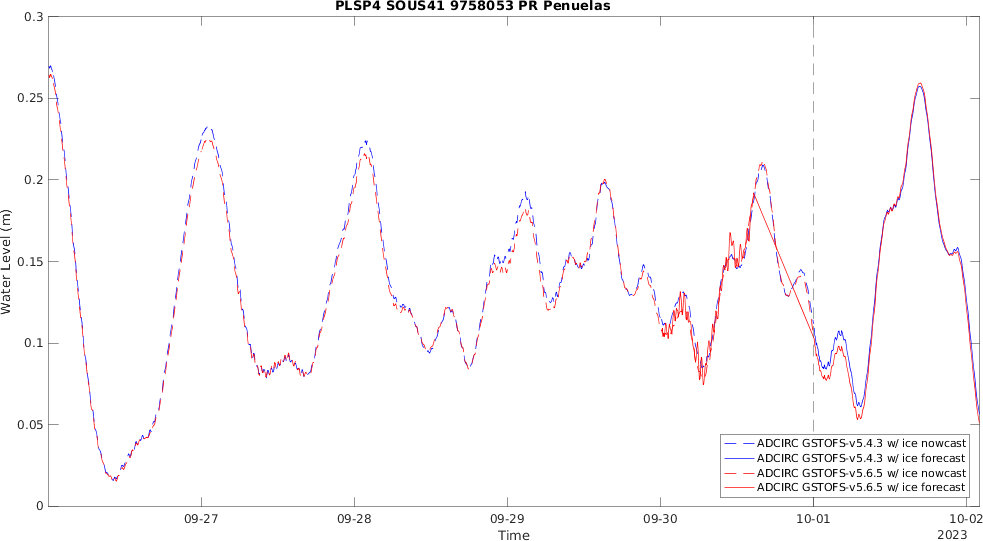 PLSP4 SOUS41 9758053 PR Penuelas
0.3
0.25
0.2
0.15
0.1
0.05
0
Water Level (m)
09-27
09-28
09-29
09-30
10-01
10-02
2023
Time
ADCIRC GSTOFS-v5.4.3 w/ ice nowcast
ADCIRC GSTOFS-v5.4.3 w/ ice forecast
ADCIRC GSTOFS-v5.6.5 w/ ice nowcast
ADCIRC GSTOFS-v5.6.5 w/ ice forecast